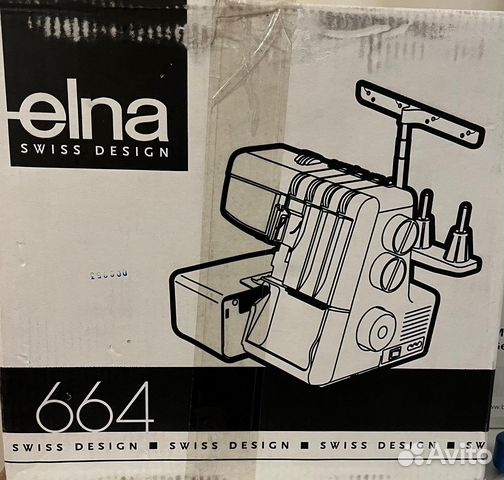 elna
SWISS DESIGN
664
SWISS DESIGN ■ SWISS DESIGN ■ SWISS DESIGN ■ SW
Avito